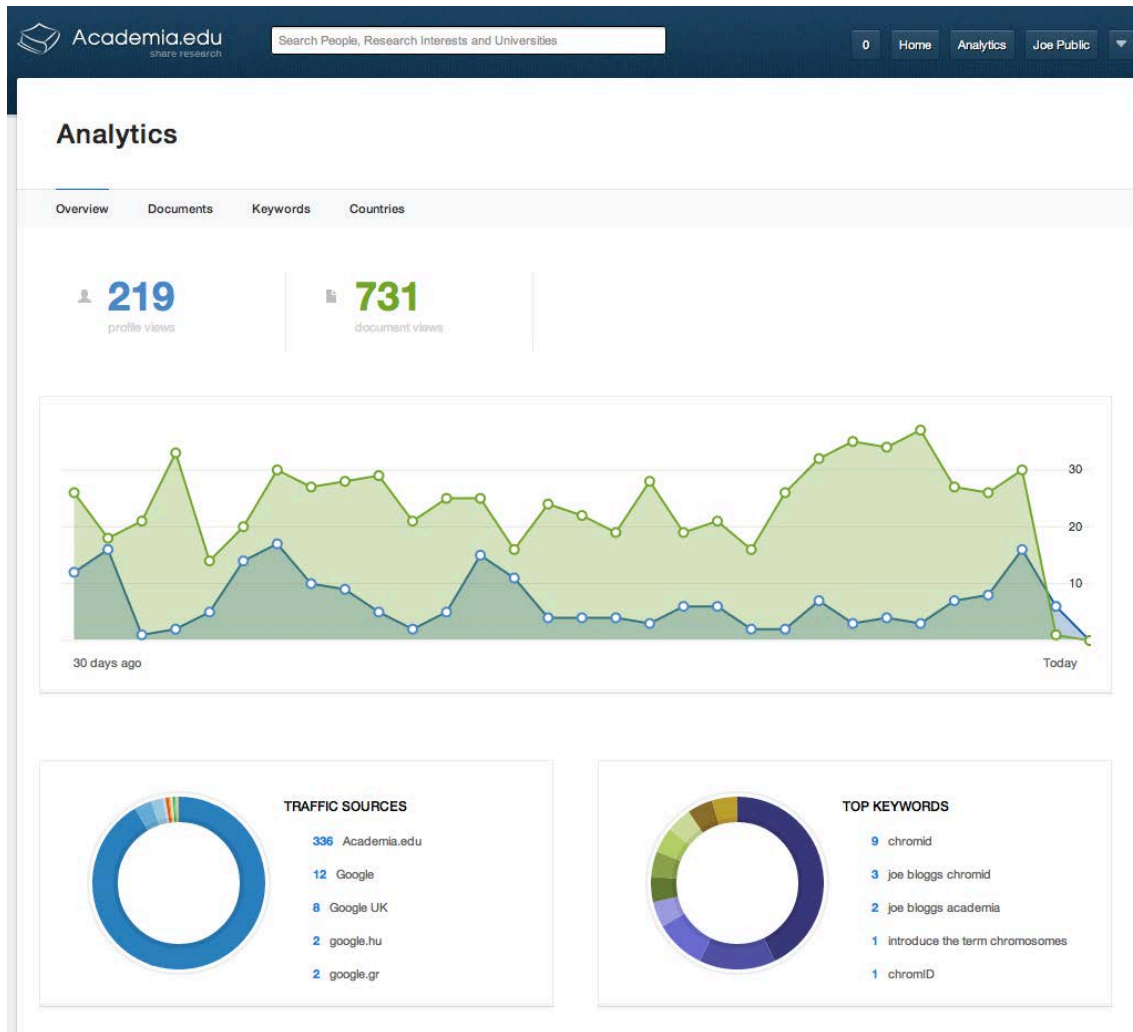 Academia.edu
share research
Search People, Research Interests and Universities
0 Home Analytics Joe Public
Analytics
Overview Documents Keywords Countries
219
profile views
731
document views
30
20
10
30 days ago Today
TRAFFIC SOURCES
336 Academia.edu
12 Google
8 Google UK
2 google.hu
2 google.gr
TOP KEYWORDS
9 chromid
3 joe bloggs chromid
2 joe bloggs academia
1 introduce the term chromosomes
1 chromID